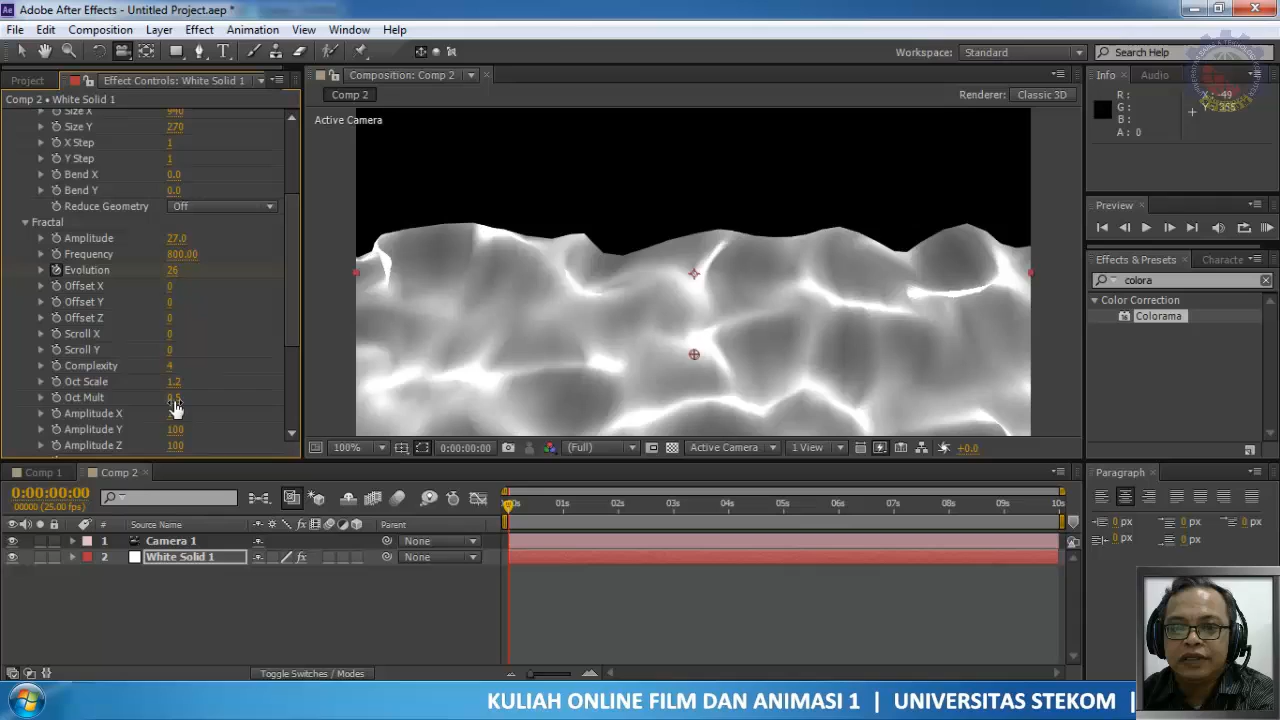 Adobe After Effects - Untitled Project.aep *
File Edit Composition Layer Effect Animation View Window Help
Workspace: Standard Search Help
Project Effect Controls: White Solid 1
Comp 2 • White Solid 1
Size X 940
Size Y 270
X Step 1
Y Step 1
Bend X 0.0
Bend Y 0.0
Reduce Geometry Off
Fractal
Amplitude 27.0
Frequency 800.00
Evolution 26
Offset X 0
Offset Y 0
Offset Z 0
Scroll X 0
Scroll Y 0
Complexity 4
Oct Scale 1.2
Oct Mult 0.5
Amplitude X
Amplitude Y 100
Amplitude Z 100
Composition: Comp 2
Comp 2 Renderer: Classic 3D
Active Camera
100% 0:00:00:00 (Full) Active Camera 1 View +0.0
Info Audio
R : X : -49
G : Y : 355
B :
A : 0
Preview
Effects & Presets Characte
colora
Color Correction
Colorama
Comp 1 Comp 2
0:00:00:00
00000 (25.00 fps)
# Source Name Parent
1 Camera 1 None
2 White Solid 1 None
01s 02s 03s 04s 05s 06s 07s 08s 09s 10s
Toggle Switches / Modes
Paragraph
0 px 0 px 0 px
0 px 0 px
KULIAH ONLINE FILM DAN ANIMASI 1 | UNIVERSITAS STEKOM |